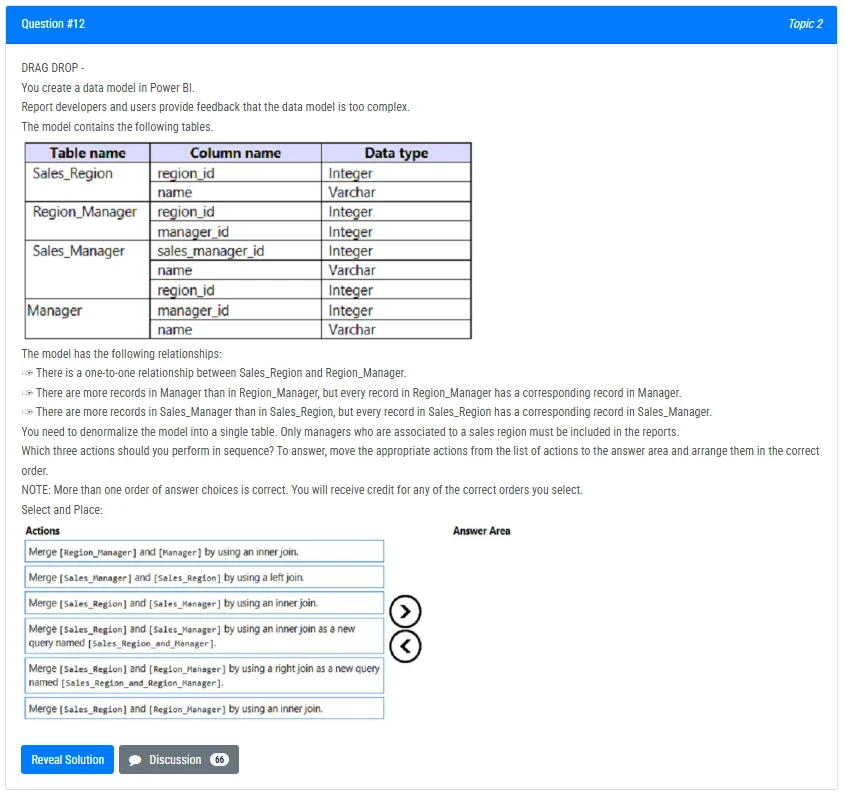 Question #12
Topic 2
DRAG DROP -
You create a data model in Power BI.
Report developers and users provide feedback that the data model is too complex.
The model contains the following tables.
Table name Column name Data type
Sales_Region region_id Integer
name Varchar
Region_Manager region_id Integer
manager_id Integer
Sales_Manager sales_manager_id Integer
name Varchar
region_id Integer
Manager manager_id Integer
name Varchar
The model has the following relationships:
☞ There is a one-to-one relationship between Sales_Region and Region_Manager.
☞ There are more records in Manager than in Region_Manager, but every record in Region_Manager has a corresponding record in Manager.
☞ There are more records in Sales_Manager than in Sales_Region, but every record in Sales_Region has a corresponding record in Sales_Manager.
You need to denormalize the model into a single table. Only managers who are associated to a sales region must be included in the reports.
Which three actions should you perform in sequence? To answer, move the appropriate actions from the list of actions to the answer area and arrange them in the correct
order.
NOTE: More than one order of answer choices is correct. You will receive credit for any of the correct orders you select.
Select and Place:
Actions
Answer Area
Merge [Region_Manager] and [Manager] by using an inner join.
Merge [Sales_Manager] and [Sales_Region] by using a left join.
Merge [Sales_Region] and [Sales_Manager] by using an inner join.
Merge [Sales_Region] and [Sales_Manager] by using an inner join as a new
query named [Sales_Region_and_Manager].
Merge [Sales_Region] and [Region_Manager] by using a right join as a new query
named [Sales_Region_and_Region_Manager].
Merge [Sales_Region] and [Region_Manager] by using an inner join.
Reveal Solution
Discussion 66